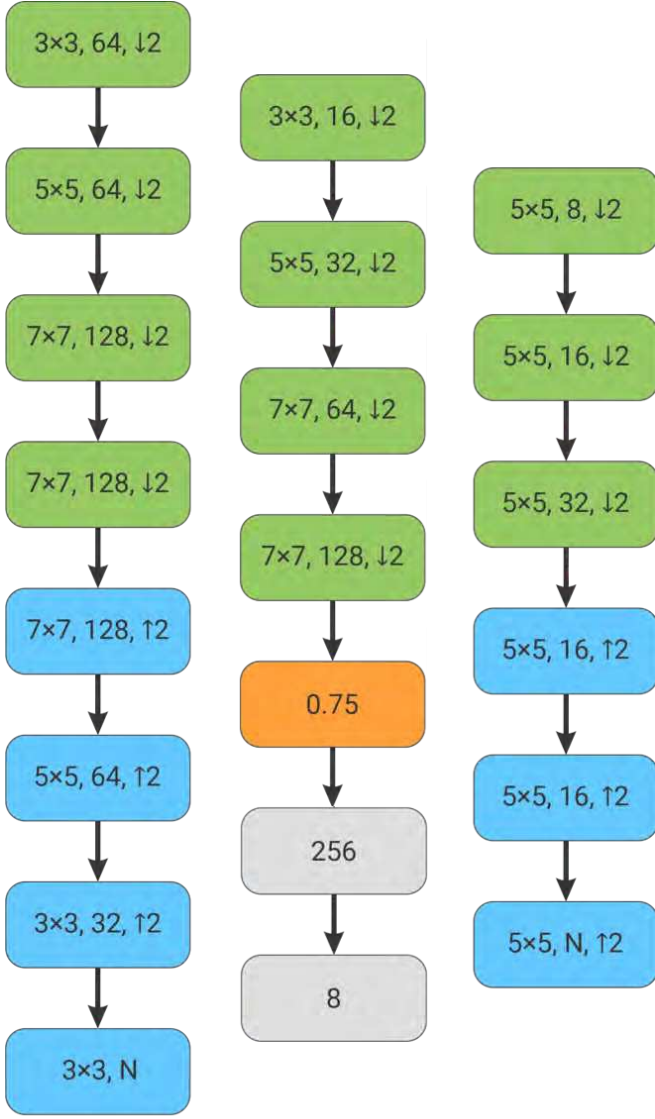 3×3, 64, ↓2
5×5, 64, ↓2
7×7, 128, ↓2
7×7, 128, ↓2
7×7, 128, ↑2
5×5, 64, ↑2
3×3, 32, ↑2
3×3, N
3×3, 16, ↓2
5×5, 32, ↓2
7×7, 64, ↓2
7×7, 128, ↓2
0.75
256
8
5×5, 8, ↓2
5×5, 16, ↓2
5×5, 32, ↓2
5×5, 16, ↑2
5×5, 16, ↑2
5×5, N, ↑2